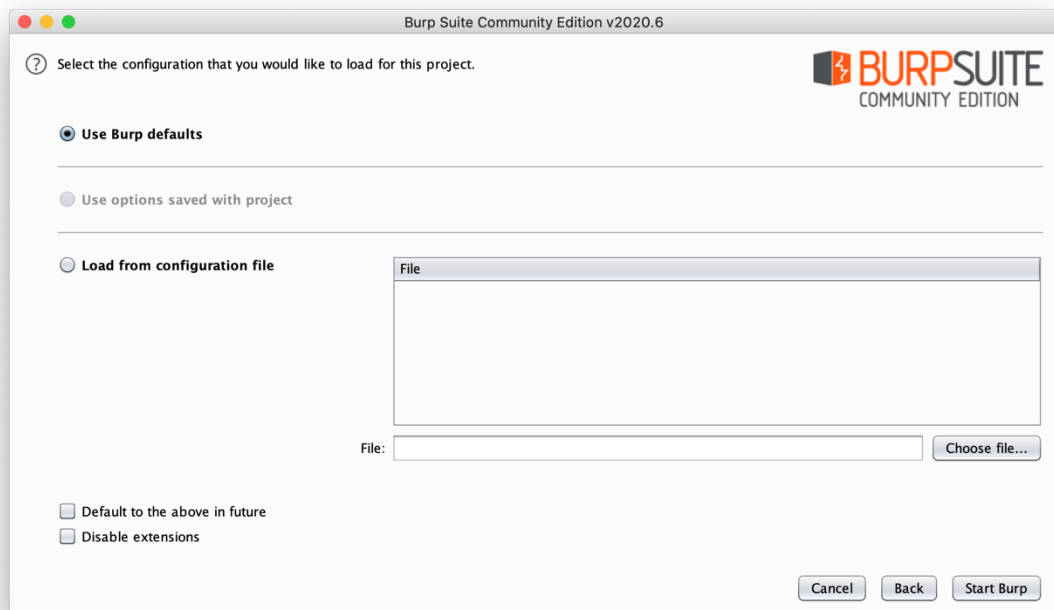 Burp Suite Community Edition v2020.6
? Select the configuration that you would like to load for this project.
BURPSUITE
COMMUNITY EDITION
Use Burp defaults
Use options saved with project
Load from configuration file
File
File:
Choose file...
Default to the above in future
Disable extensions
Cancel Back Start Burp